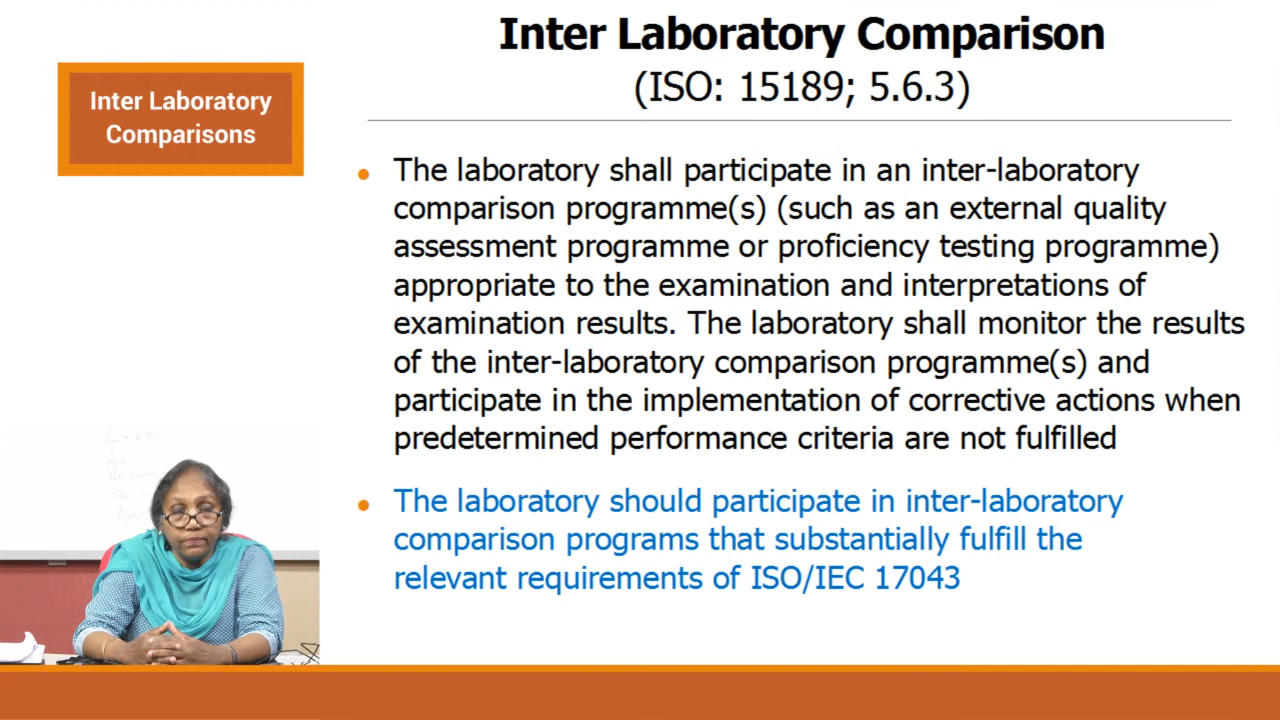 Inter Laboratory Comparison
(ISO: 15189; 5.6.3)
Inter Laboratory
Comparisons
• The laboratory shall participate in an inter-laboratory
comparison programme(s) (such as an external quality
assessment programme or proficiency testing programme)
appropriate to the examination and interpretations of
examination results. The laboratory shall monitor the results
of the inter-laboratory comparison programme(s) and
participate in the implementation of corrective actions when
predetermined performance criteria are not fulfilled
• The laboratory should participate in inter-laboratory
comparison programs that substantially fulfill the
relevant requirements of ISO/IEC 17043